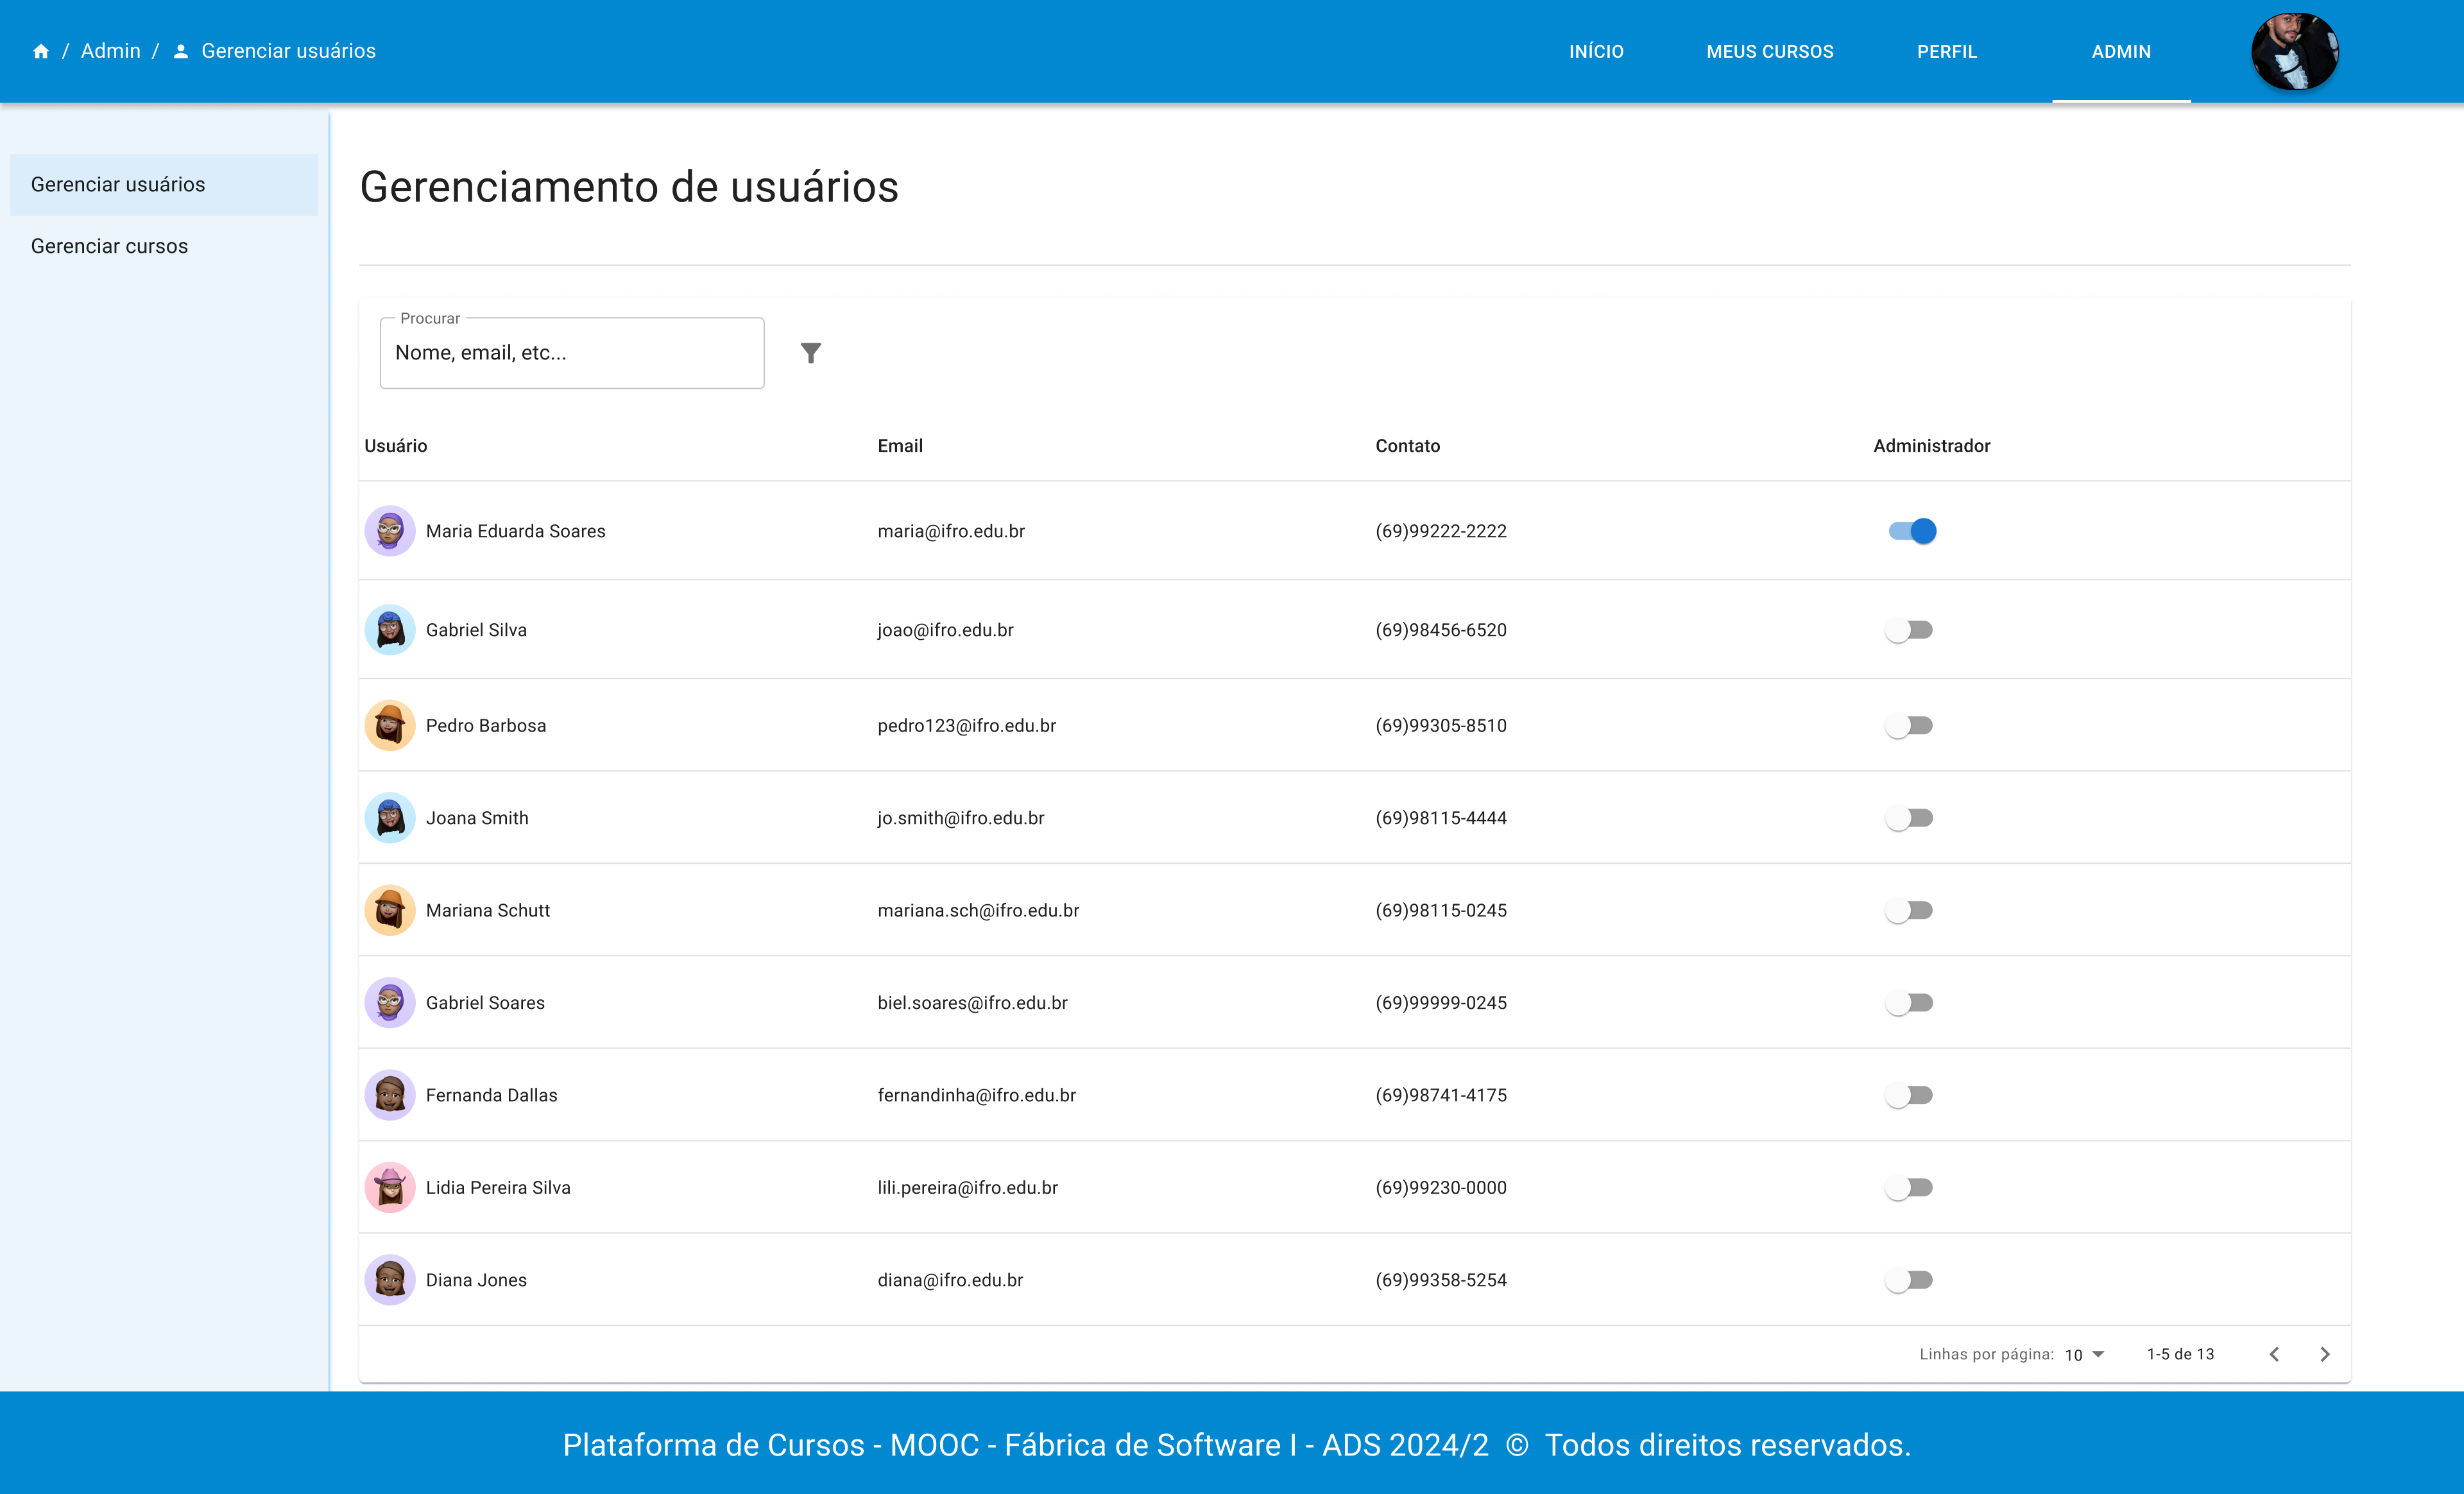 / Admin / Gerenciar usuários
INÍCIO MEUS CURSOS PERFIL ADMIN
Gerenciar usuários
Gerenciar cursos
Gerenciamento de usuários
Procurar
Nome, email, etc...
Usuário Email Contato Administrador
Maria Eduarda Soares maria@ifro.edu.br (69)99222-2222
Gabriel Silva joao@ifro.edu.br (69)98456-6520
Pedro Barbosa pedro123@ifro.edu.br (69)99305-8510
Joana Smith jo.smith@ifro.edu.br (69)98115-4444
Mariana Schutt mariana.sch@ifro.edu.br (69)98115-0245
Gabriel Soares biel.soares@ifro.edu.br (69)99999-0245
Fernanda Dallas fernandinha@ifro.edu.br (69)98741-4175
Lidia Pereira Silva lili.pereira@ifro.edu.br (69)99230-0000
Diana Jones diana@ifro.edu.br (69)99358-5254
Linhas por página: 10 1-5 de 13
Plataforma de Cursos - MOOC - Fábrica de Software I - ADS 2024/2 © Todos direitos reservados.